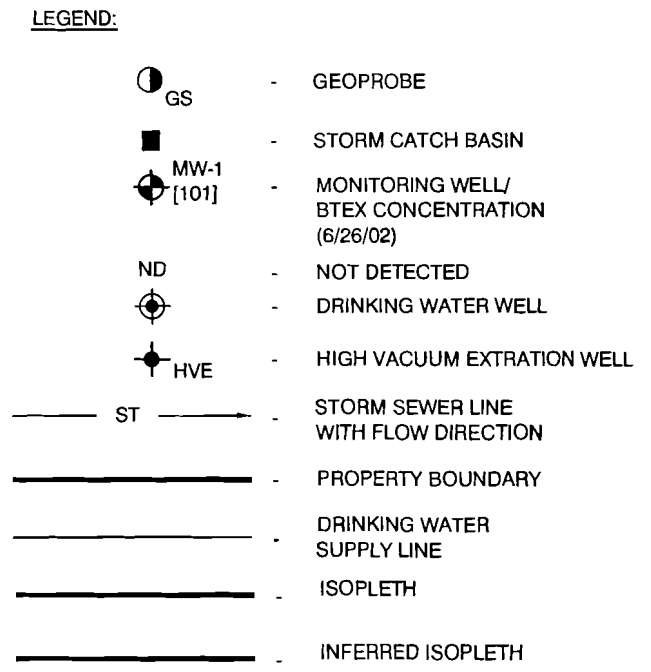 LEGEND:
GS - GEOPROBE
- STORM CATCH BASIN
MW-1
[101] - MONITORING WELL/
BTEX CONCENTRATION
(6/26/02)
ND - NOT DETECTED
- DRINKING WATER WELL
HVE - HIGH VACUUM EXTRATION WELL
ST - STORM SEWER LINE
WITH FLOW DIRECTION
- PROPERTY BOUNDARY
- DRINKING WATER
SUPPLY LINE
- ISOPLETH
- INFERRED ISOPLETH